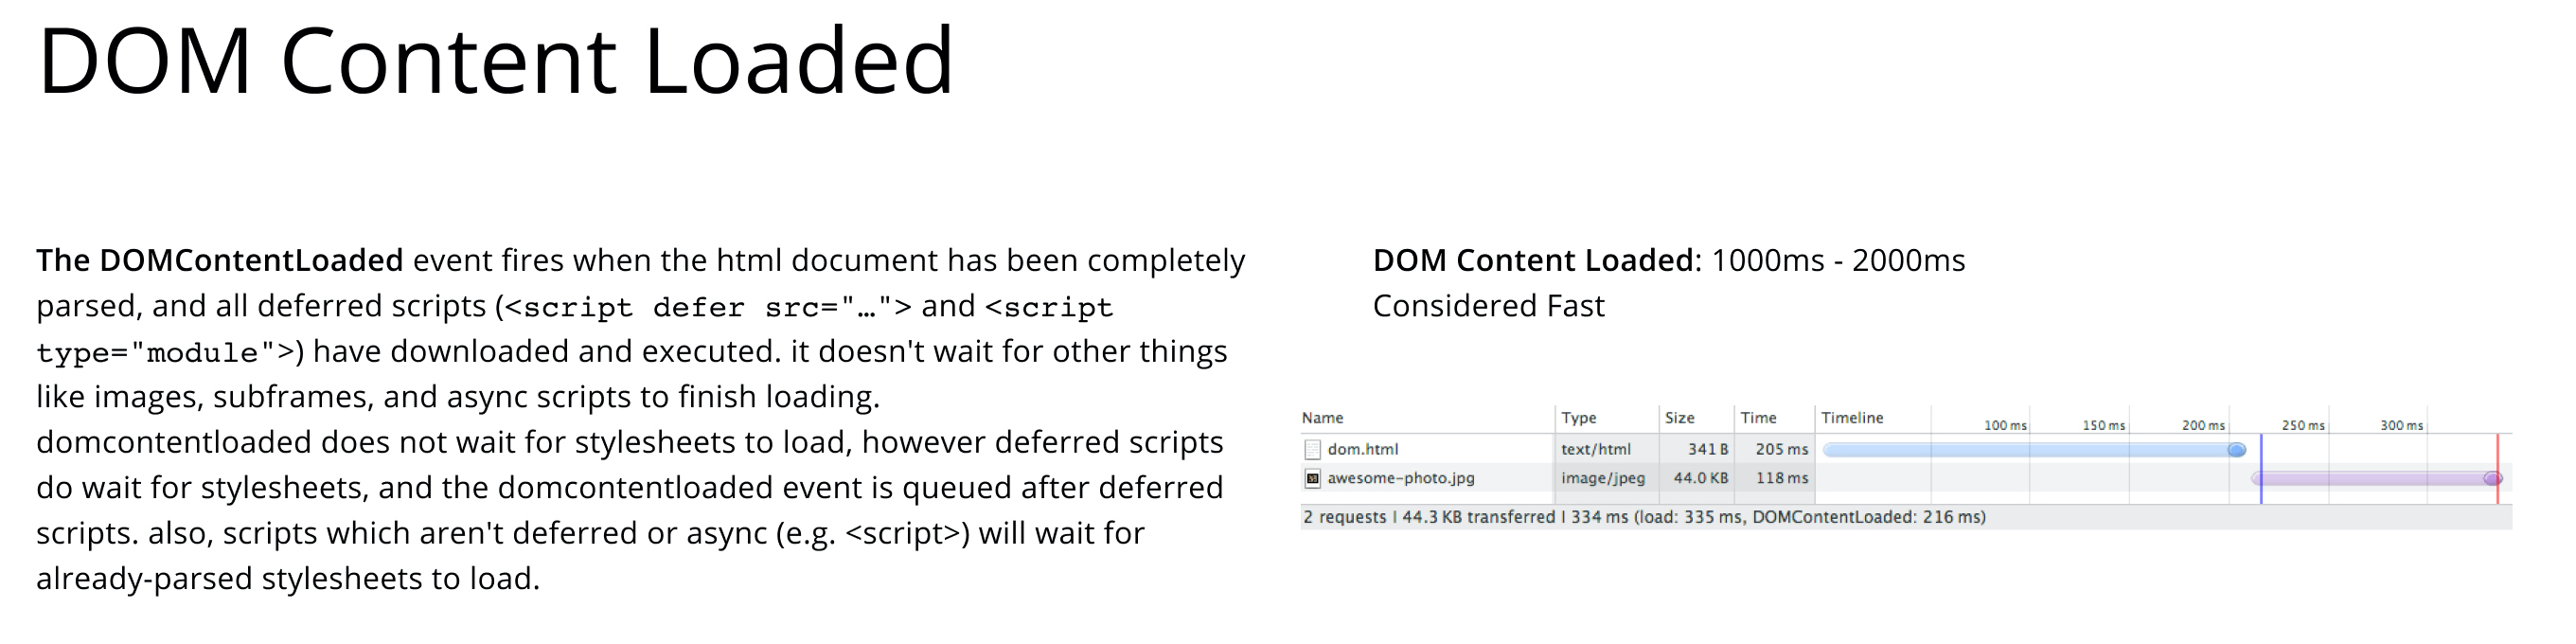 DOM Content Loaded
The DOMContentLoaded event fires when the html document has been completely
parsed, and all deferred scripts (<script defer src="…"> and <script
type="module">) have downloaded and executed. it doesn't wait for other things
like images, subframes, and async scripts to finish loading.
domcontentloaded does not wait for stylesheets to load, however deferred scripts
do wait for stylesheets, and the domcontentloaded event is queued after deferred
scripts. also, scripts which aren't deferred or async (e.g. <script>) will wait for
already-parsed stylesheets to load.
DOM Content Loaded: 1000ms - 2000ms
Considered Fast
Name Type Size Time Timeline 100 ms 150 ms 200 ms 250 ms 300 ms
dom.html text/html 341 B 205 ms
awesome-photo.jpg image/jpeg 44.0 KB 118 ms
2 requests | 44.3 KB transferred | 334 ms (load: 335 ms, DOMContentLoaded: 216 ms)